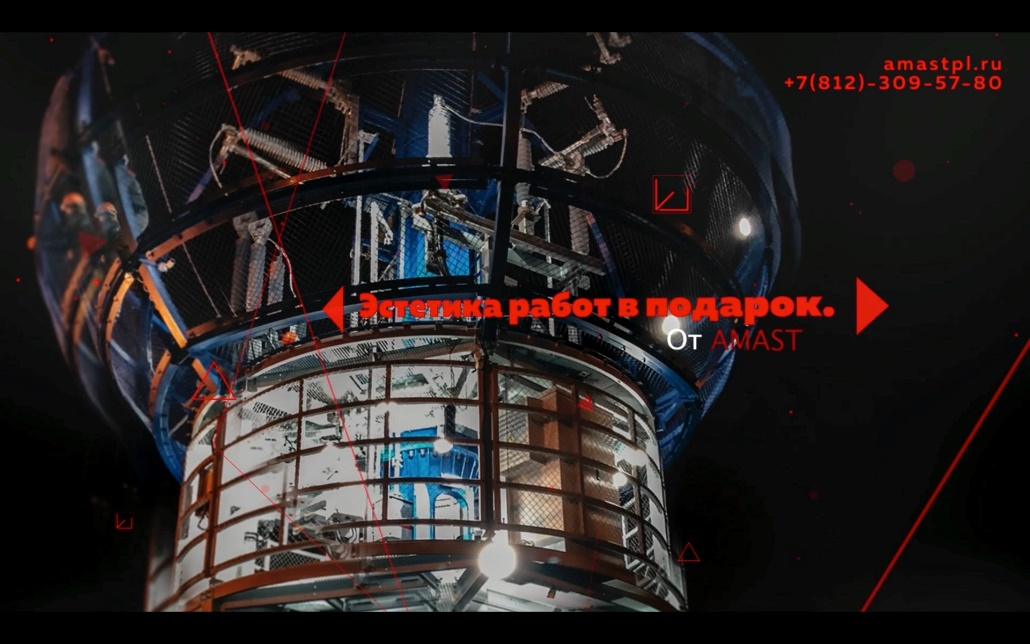 amastpl.ru
+7(812)-309-57-80
Эстетика работ в подарок.
От AMAST